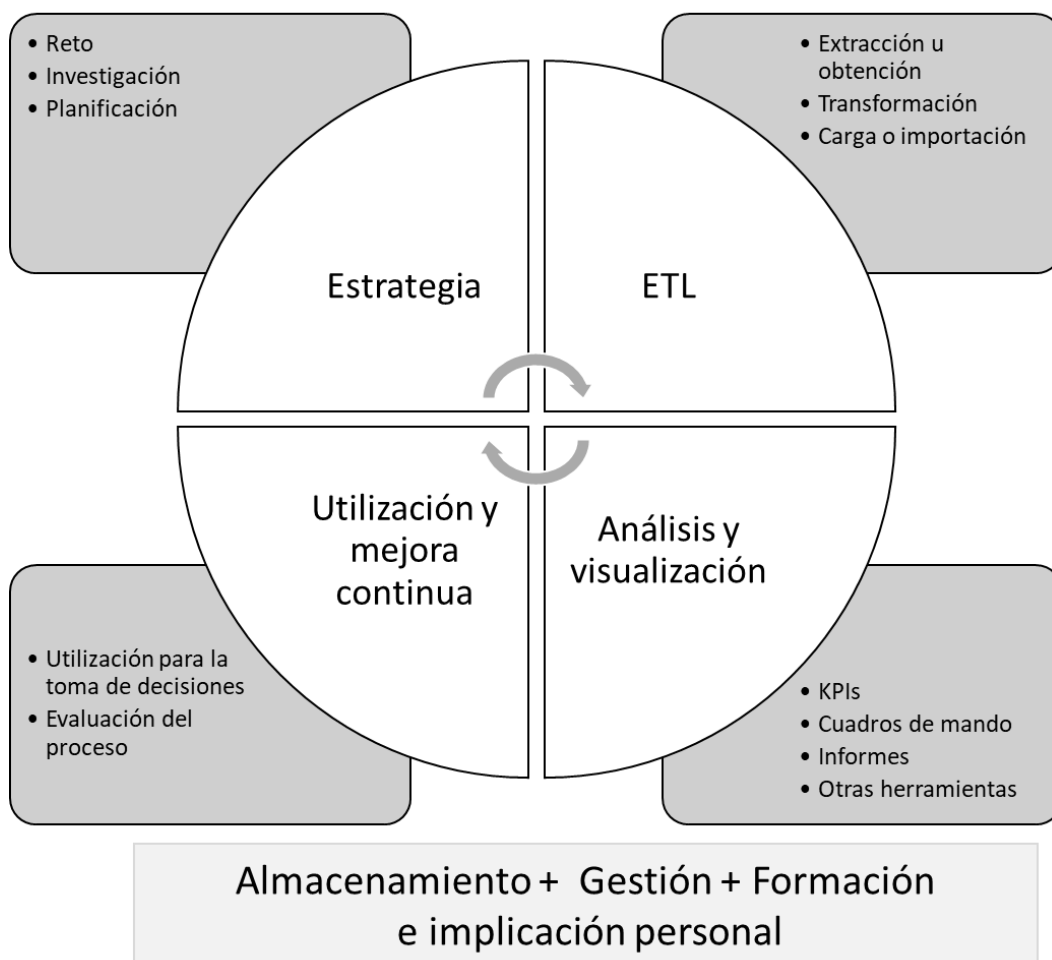 • Reto
• Investigación
• Planificación
• Extracción u
obtención
• Transformación
• Carga o importación
Estrategia
ETL
Utilización y
mejora
continua
Análisis y
visualización
• Utilización para la
toma de decisiones
• Evaluación del
proceso
• KPIs
• Cuadros de mando
• Informes
• Otras herramientas
Almacenamiento + Gestión + Formación
e implicación personal